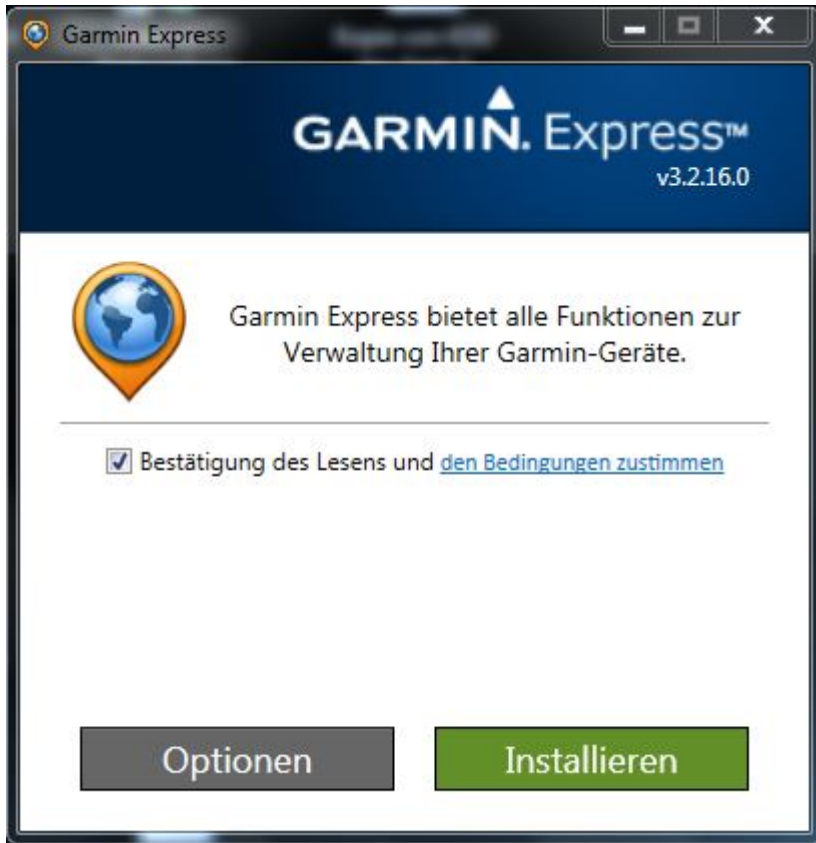 Garmin Express
GARMIN. Express™
v3.2.16.0
Garmin Express bietet alle Funktionen zur
Verwaltung Ihrer Garmin-Geräte.
Bestätigung des Lesens und den Bedingungen zustimmen
Optionen
Installieren